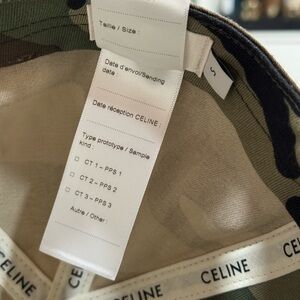 Taille / Size :
Date d'envoi/Sending
date :
Date réception CELINE :
Type prototype / Sample
kind :
CT 1 – PPS 1
CT 2 – PPS 2
CT 3 – PPS 3
Autre / Other :
S
CELINE
CELINE
CELINE
CELINE